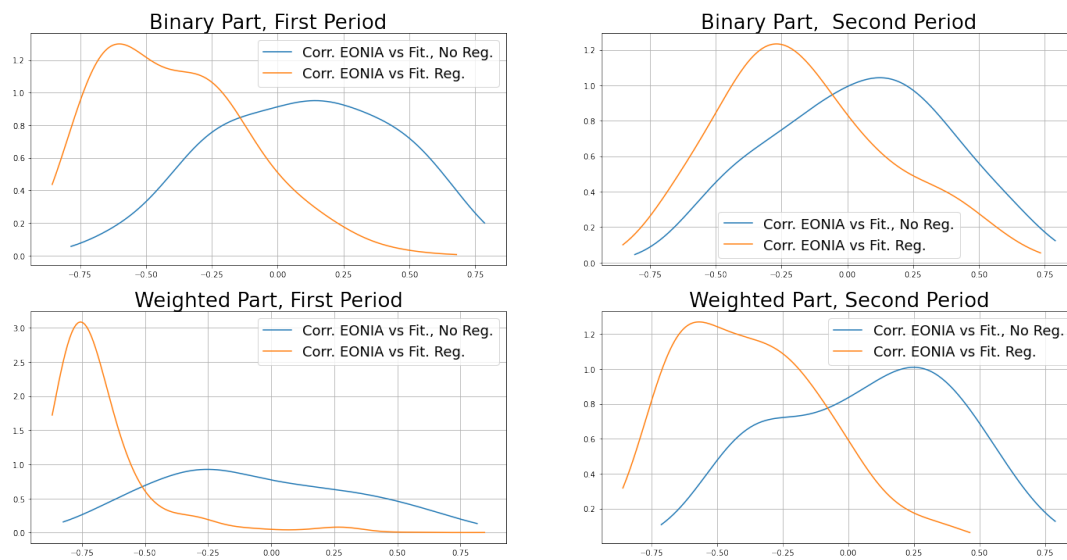 Binary Part, First Period
Corr. EONIA vs Fit., No Reg.
Corr. EONIA vs Fit. Reg.
1.2
1.0
0.8
0.6
0.4
0.2
0.0
−0.75 −0.50 −0.25 0.00 0.25 0.50 0.75
Binary Part, Second Period
1.2
1.0
0.8
0.6
0.4
0.2
0.0
Corr. EONIA vs Fit., No Reg.
Corr. EONIA vs Fit. Reg.
−0.75 −0.50 −0.25 0.00 0.25 0.50 0.75
Weighted Part, First Period
Corr. EONIA vs Fit., No Reg.
Corr. EONIA vs Fit. Reg.
3.0
2.5
2.0
1.5
1.0
0.5
0.0
−0.75 −0.50 −0.25 0.00 0.25 0.50 0.75
Weighted Part, Second Period
Corr. EONIA vs Fit., No Reg.
Corr. EONIA vs Fit. Reg.
1.2
1.0
0.8
0.6
0.4
0.2
0.0
−0.75 −0.50 −0.25 0.00 0.25 0.50 0.75